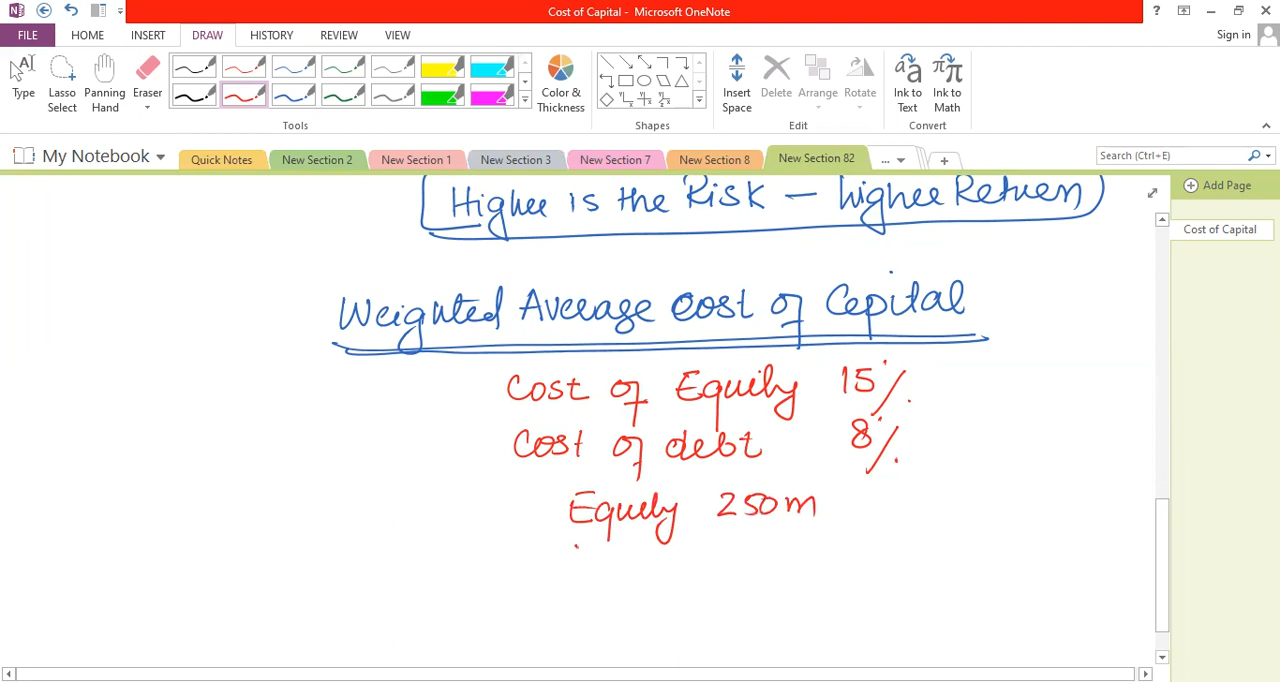 Cost of Capital - Microsoft OneNote
FILE HOME INSERT DRAW HISTORY REVIEW VIEW Sign in
Type Lasso Select Panning Hand Eraser Color & Thickness Insert Space Delete Arrange Rotate Ink to Text Ink to Math
Tools Shapes Edit Convert
My Notebook Quick Notes New Section 2 New Section 1 New Section 3 New Section 7 New Section 8 New Section 82 ... Search (Ctrl+E)
Add Page
Cost of Capital
Higher is the Risk — higher Return
Weighted Average Cost of Capital
Cost of Equity 15%
Cost of debt 8%
Equity 250m